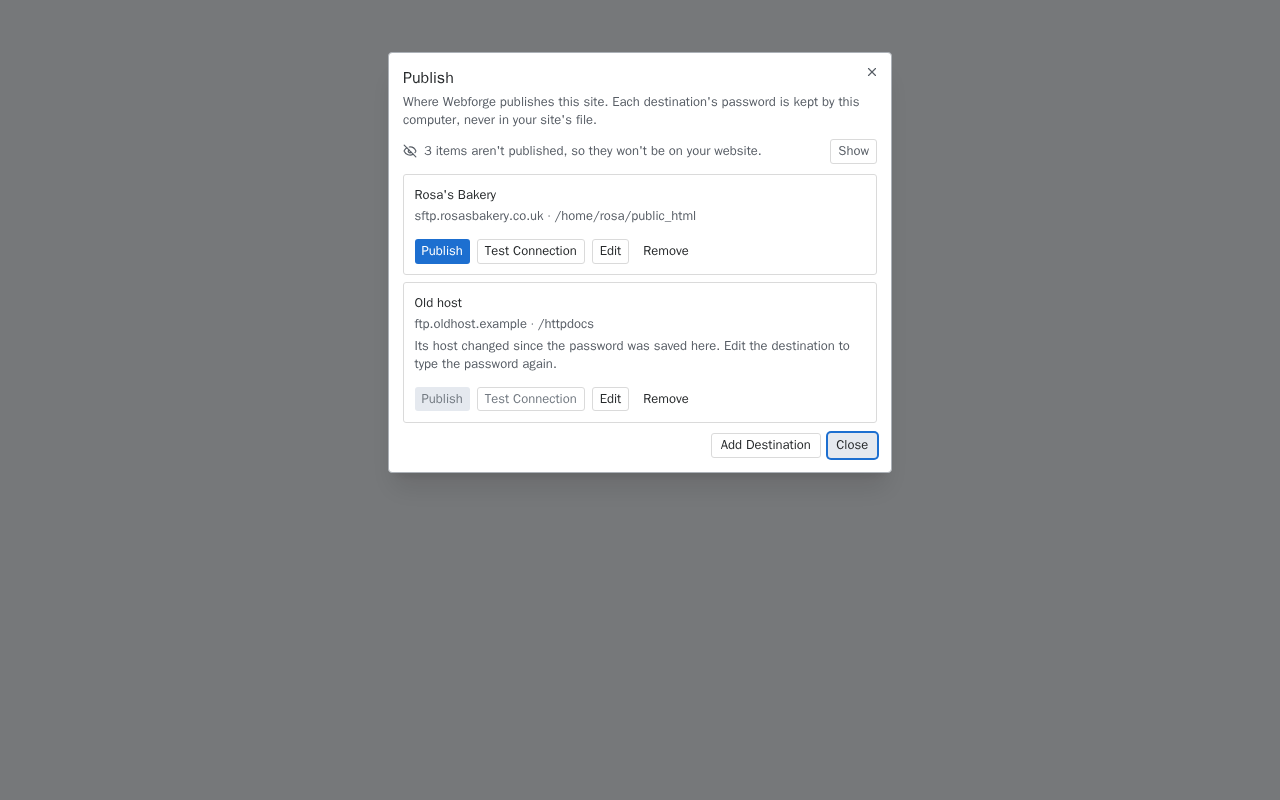 Publish
Where Webforge publishes this site. Each destination's password is kept by this
computer, never in your site's file.
3 items aren't published, so they won't be on your website.
Show
Rosa's Bakery
sftp.rosasbakery.co.uk · /home/rosa/public_html
Publish
Test Connection
Edit
Remove
Old host
ftp.oldhost.example · /httpdocs
Its host changed since the password was saved here. Edit the destination to
type the password again.
Publish
Test Connection
Edit
Remove
Add Destination
Close